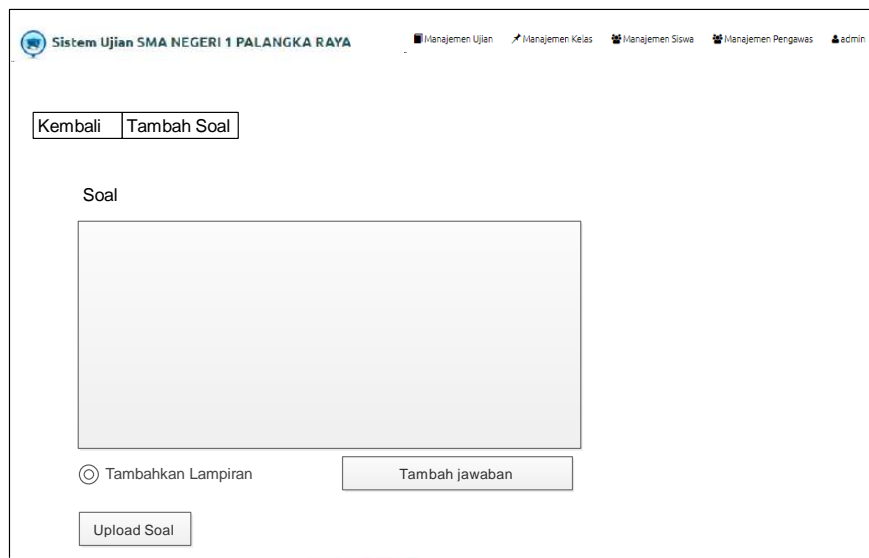 Sistem Ujian SMA NEGERI 1 PALANGKA RAYA
Manajemen Ujian Manajemen Kelas Manajemen Siswa Manajemen Pengawas admin
Kembali Tambah Soal
Soal
Tambahkan Lampiran Tambah jawaban
Upload Soal